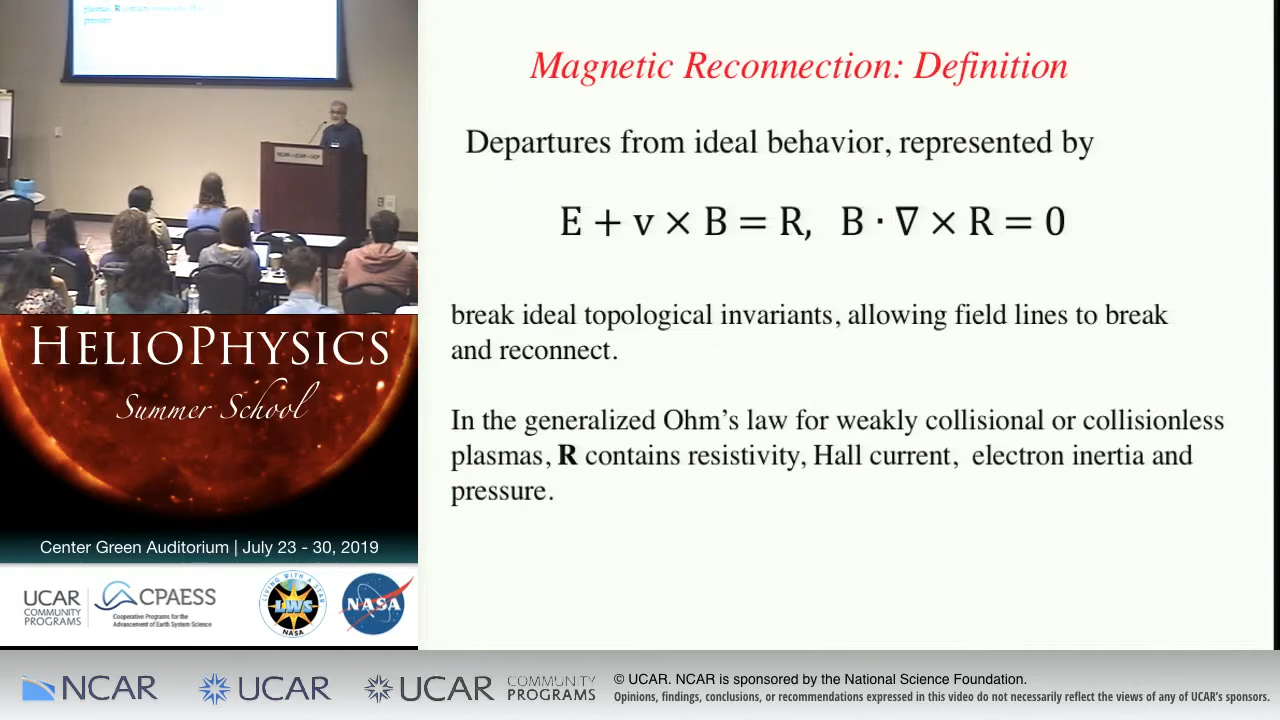 Magnetic Reconnection: Definition
Departures from ideal behavior, represented by
E + v × B = R, B · ∇ × R = 0
break ideal topological invariants, allowing field lines to break
and reconnect.
In the generalized Ohm's law for weakly collisional or collisionless
plasmas, R contains resistivity, Hall current, electron inertia and
pressure.
HELIOPHYSICS
Summer School
Center Green Auditorium | July 23 - 30, 2019
UCAR
COMMUNITY
PROGRAMS
CPAESS
Cooperative Programs for the
Advancement of Earth System Science
LIVING WITH A STAR
LWS
NASA
NASA
NCAR
UCAR
UCAR
COMMUNITY
PROGRAMS
© UCAR. NCAR is sponsored by the National Science Foundation.
Opinions, findings, conclusions, or recommendations expressed in this video do not necessarily reflect the views of any of UCAR's sponsors.